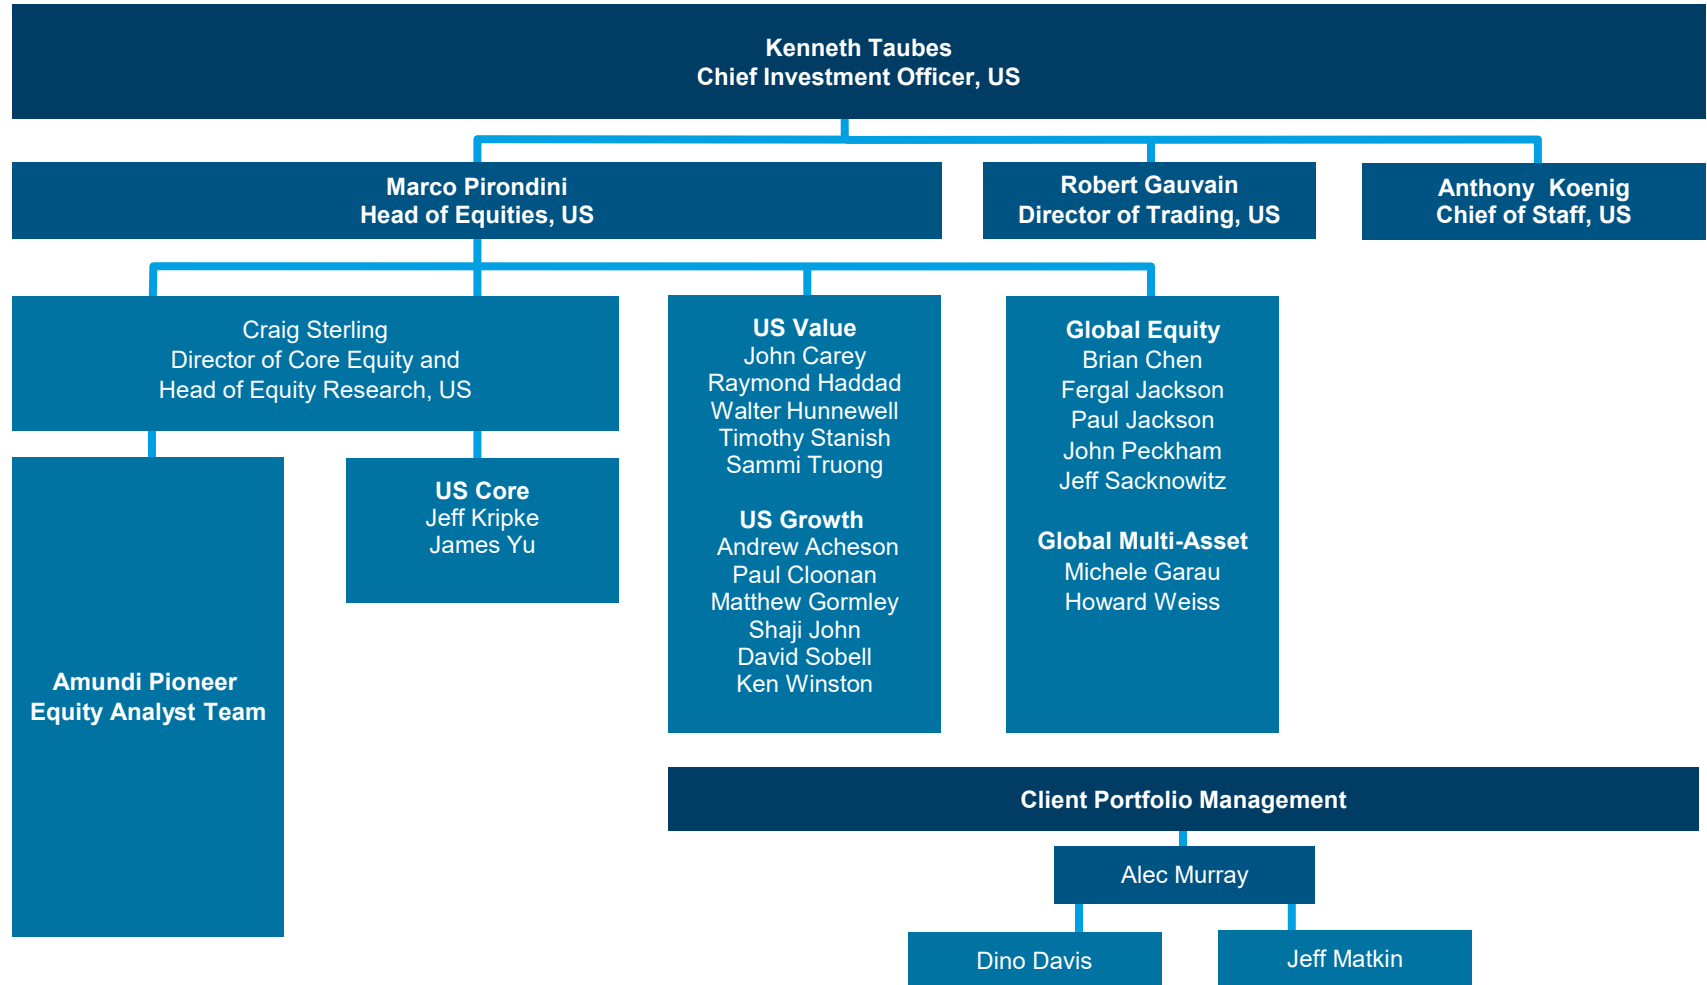 Kenneth Taubes
Chief Investment Officer, US
Marco Pirondini
Head of Equities, US
Robert Gauvain
Director of Trading, US
Anthony Koenig
Chief of Staff, US
Craig Sterling
Director of Core Equity and
Head of Equity Research, US
Amundi Pioneer
Equity Analyst Team
US Core
Jeff Kripke
James Yu
US Value
John Carey
Raymond Haddad
Walter Hunnewell
Timothy Stanish
Sammi Truong
US Growth
Andrew Acheson
Paul Cloonan
Matthew Gormley
Shaji John
David Sobell
Ken Winston
Global Equity
Brian Chen
Fergal Jackson
Paul Jackson
John Peckham
Jeff Sacknowitz
Global Multi-Asset
Michele Garau
Howard Weiss
Client Portfolio Management
Alec Murray
Dino Davis
Jeff Matkin